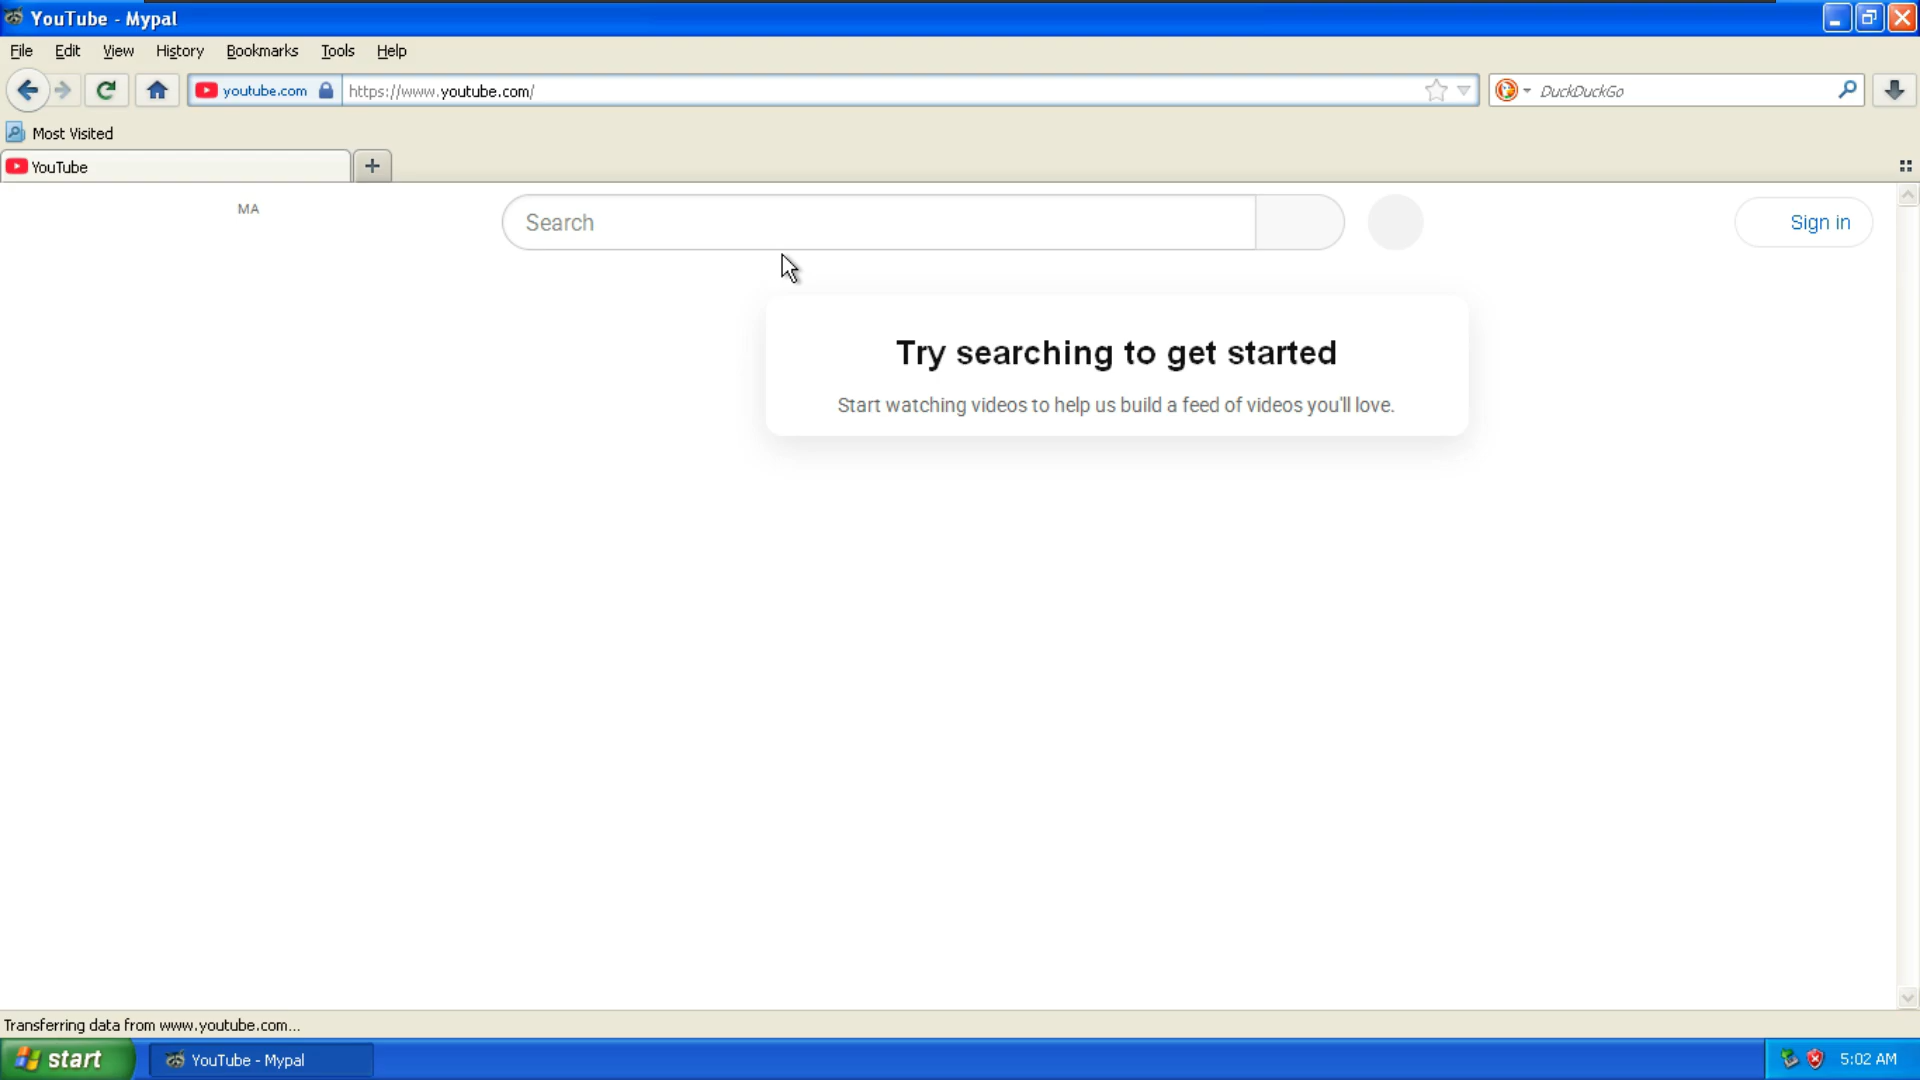 YouTube - Mypal
File Edit View History Bookmarks Tools Help
youtube.com https://www.youtube.com/ DuckDuckGo
Most Visited
YouTube
MA
Search
Sign in
Try searching to get started
Start watching videos to help us build a feed of videos you'll love.
Transferring data from www.youtube.com...
start YouTube - Mypal 5:02 AM